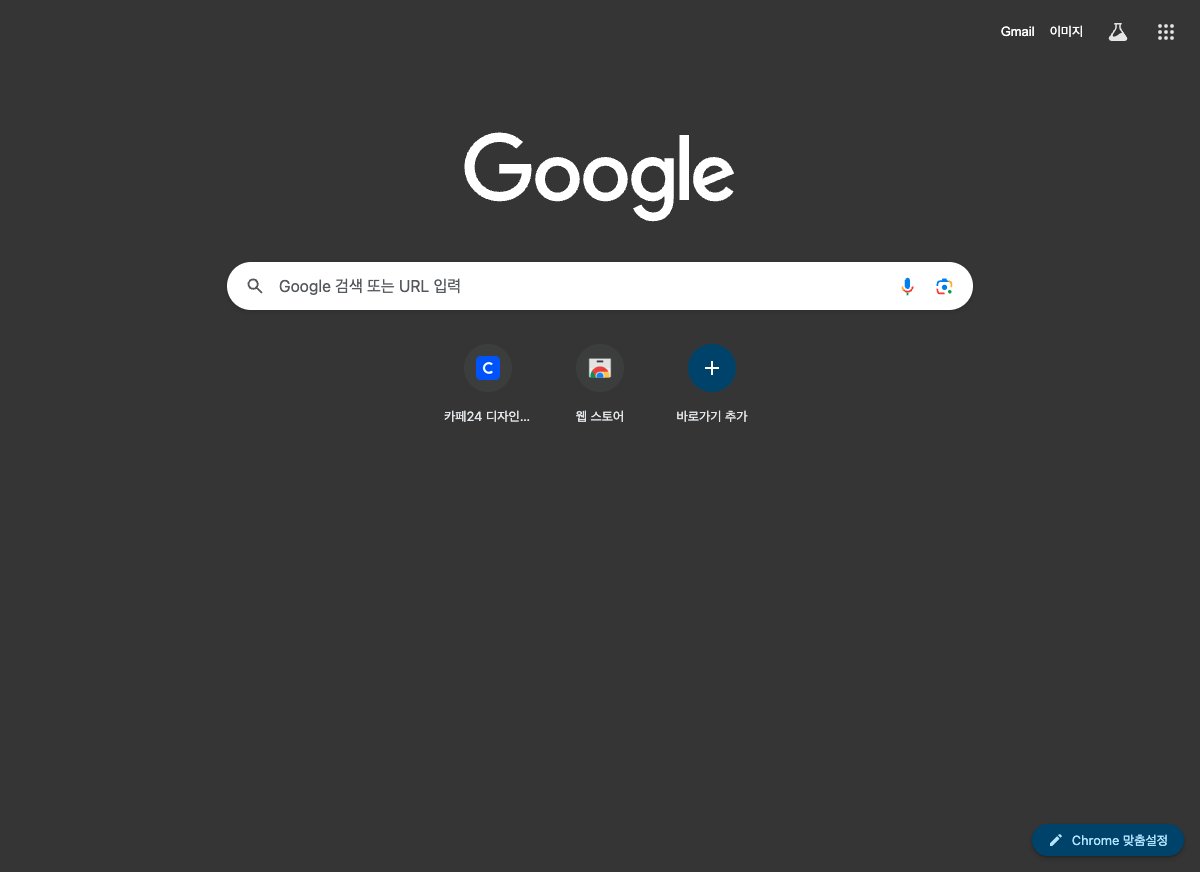 Gmail 이미지
Google
Google 검색 또는 URL 입력
C
카페24 디자인... 웹 스토어 바로가기 추가
Chrome 맞춤설정